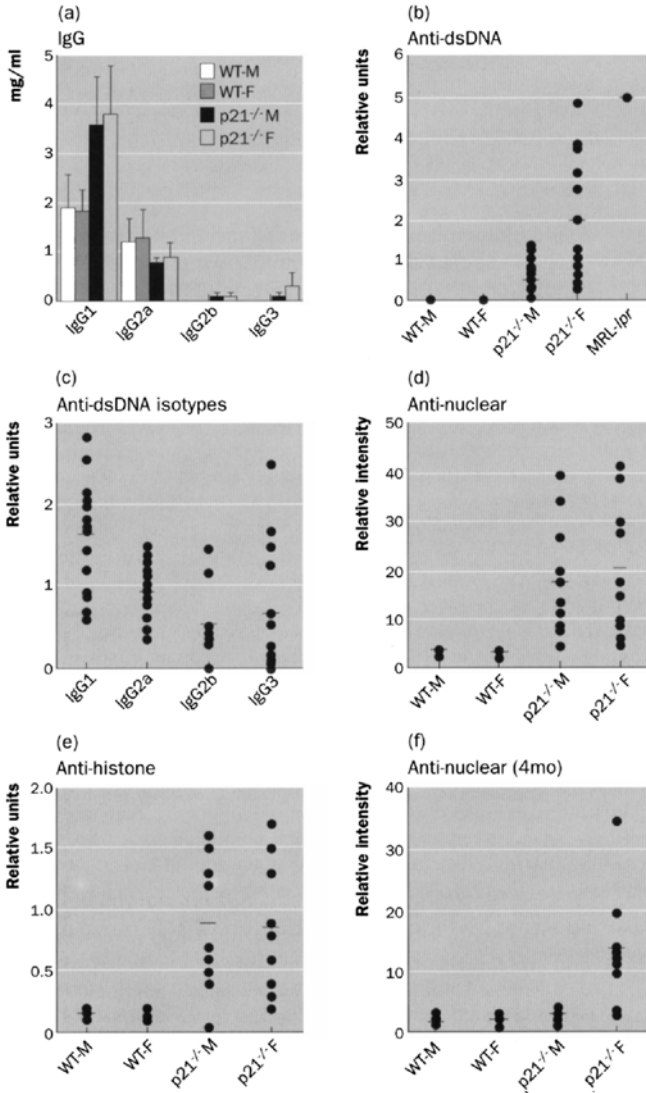 (a)
IgG
mg/ml
5
4
3
2
1
0
WT-M
WT-F
p21-/-M
p21-/-F
IgG1
IgG2a
IgG2b
IgG3
(b)
Anti-dsDNA
Relative units
6
5
4
3
2
1
0
WT-M
WT-F
p21-/-M
p21-/-F
MRL-lpr
(c)
Anti-dsDNA isotypes
Relative units
3
2
1
0
IgG1
IgG2a
IgG2b
IgG3
(d)
Anti-nuclear
Relative intensity
50
40
30
20
10
0
WT-M
WT-F
p21-/-M
p21-/-F
(e)
Anti-histone
Relative units
2.0
1.5
1.0
0.5
0
WT-M
WT-F
p21-/-M
p21-/-F
(f)
Anti-nuclear (4mo)
Relative intensity
40
30
20
10
0
WT-M
WT-F
p21-/-M
p21-/-F